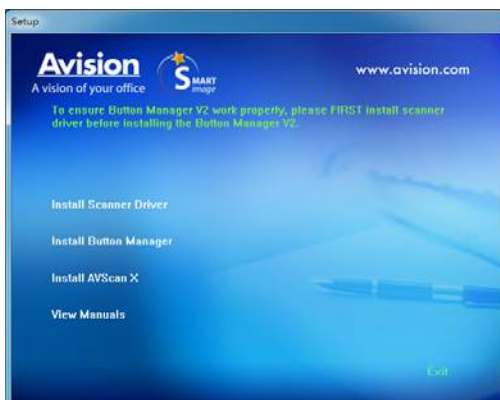 Setup
Avision
A vision of your office
SMART
image
www.avision.com
To ensure Button Manager V2 work properly, please FIRST install scanner
driver before installing the Button Manager V2.
Install Scanner Driver
Install Button Manager
Install AVScan X
View Manuals
Exit